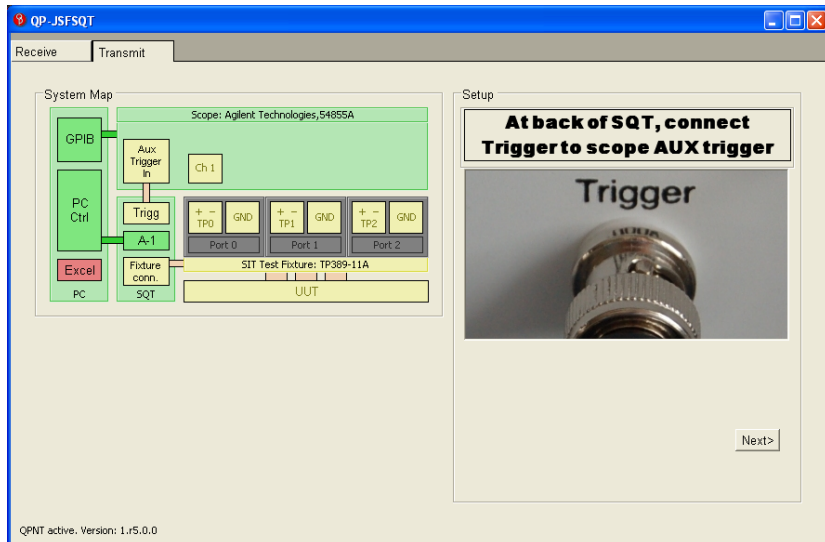 QP-JSFSQT
Receive
Transmit
System Map
Scope: Agilent Technologies,54855A
GPIB
Aux
Trigger
In
Ch 1
PC
Ctrl
Trigg
A-1
+ -
TP0
GND
+ -
TP1
GND
+ -
TP2
GND
Port 0
Port 1
Port 2
Excel
Fixture
conn.
SIT Test Fixture: TP389-11A
PC
SQT
UUT
Setup
At back of SQT, connect
Trigger to scope AUX trigger
Trigger
Next>
QPNT active. Version: 1.r5.0.0